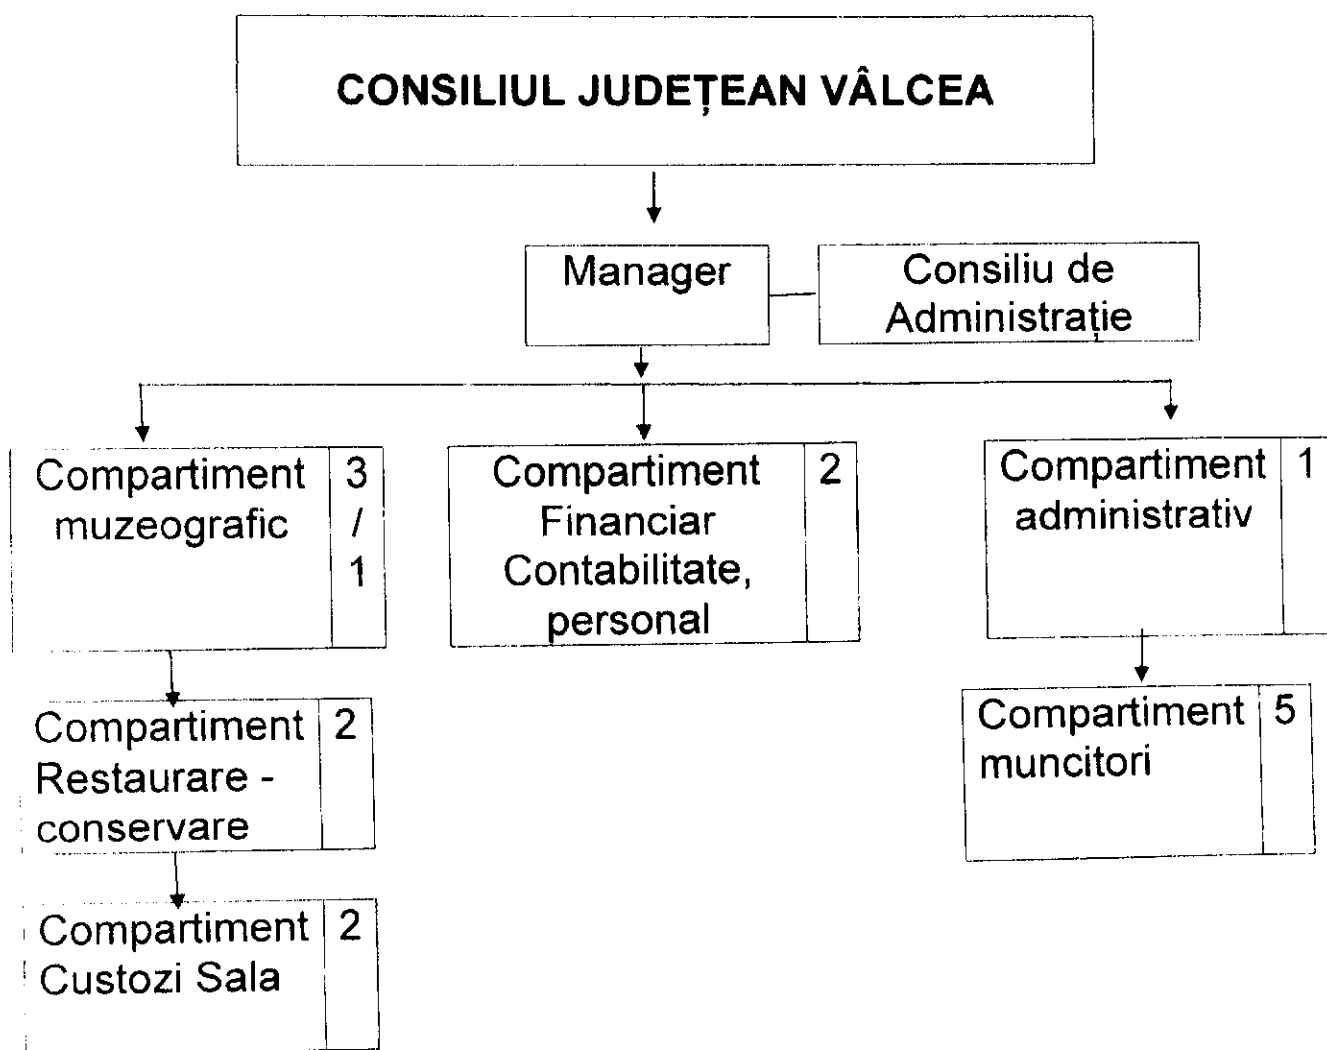 CONSILIUL JUDEȚEAN VÂLCEA
Manager
Consiliu de
Administrație
Compartiment
muzeografic
3
/
1
Compartiment
Financiar
Contabilitate,
personal
2
Compartiment
administrativ
1
Compartiment
Restaurare -
conservare
2
Compartiment
muncitori
5
Compartiment
Custozi Sala
2